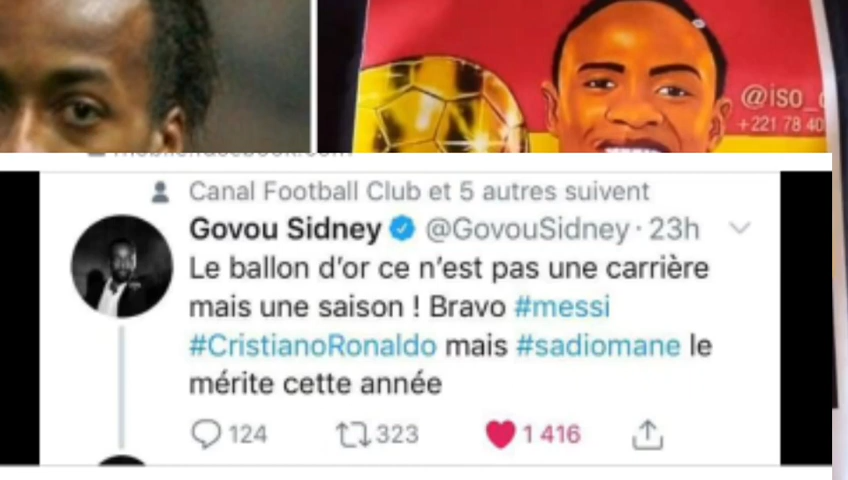 @iso_
+221 78 40
Canal Football Club et 5 autres suivent
Govou Sidney @GovouSidney · 23h
Le ballon d'or ce n'est pas une carrière
mais une saison ! Bravo #messi
#CristianoRonaldo mais #sadiomane le
mérite cette année
124 323 1 416